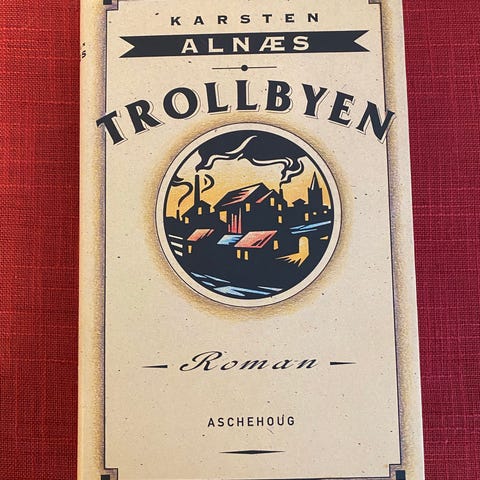 KARSTEN
ALNÆS
TROLLBYEN
Roman
ASCHEHOUG